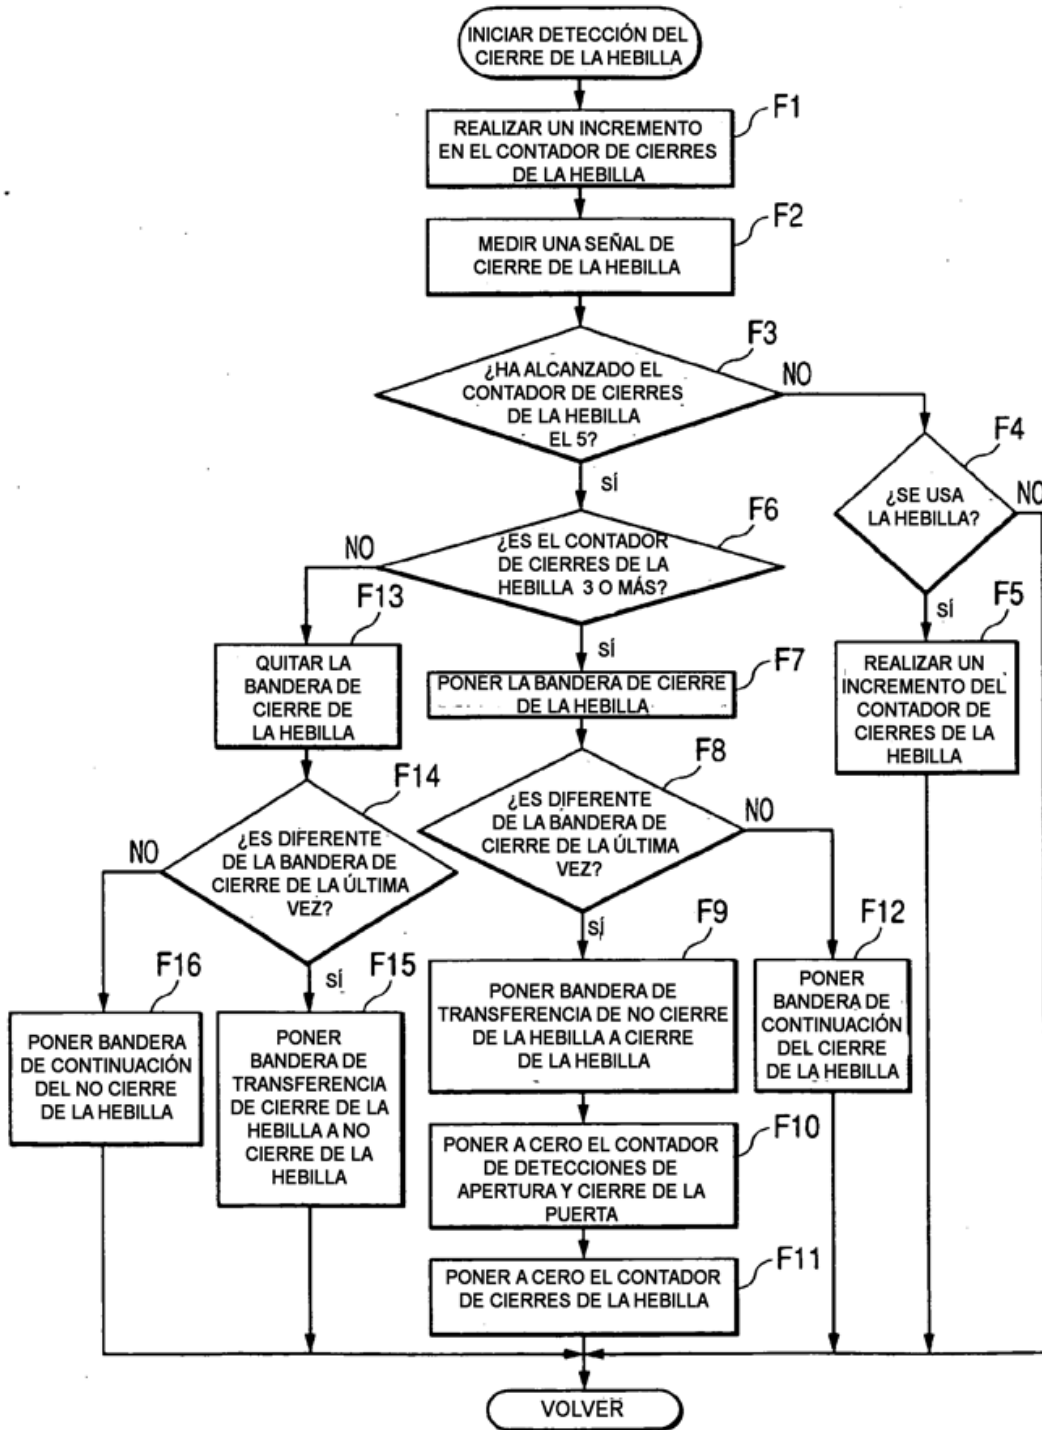 INICIAR DETECCIÓN DEL
CIERRE DE LA HEBILLA
F1
REALIZAR UN INCREMENTO
EN EL CONTADOR DE CIERRES
DE LA HEBILLA
F2
MEDIR UNA SEÑAL DE
CIERRE DE LA HEBILLA
F3
¿HA ALCANZADO EL
CONTADOR DE CIERRES
DE LA HEBILLA
EL 5?
NO
SÍ
F4
¿SE USA
LA HEBILLA?
NO
SÍ
F5
REALIZAR UN
INCREMENTO DEL
CONTADOR DE
CIERRES DE LA
HEBILLA
F6
¿ES EL CONTADOR
DE CIERRES DE LA
HEBILLA 3 O MÁS?
NO
SÍ
F13
QUITAR LA
BANDERA DE
CIERRE DE
LA HEBILLA
F7
PONER LA BANDERA DE CIERRE
DE LA HEBILLA
F14
¿ES DIFERENTE
DE LA BANDERA DE
CIERRE DE LA ÚLTIMA
VEZ?
NO
SÍ
F8
¿ES DIFERENTE
DE LA BANDERA DE
CIERRE DE LA ÚLTIMA
VEZ?
NO
SÍ
F16
PONER BANDERA
DE CONTINUACIÓN
DEL NO CIERRE
DE LA HEBILLA
F15
PONER
BANDERA DE
TRANSFERENCIA
DE CIERRE DE LA
HEBILLA A NO
CIERRE DE LA
HEBILLA
F9
PONER BANDERA DE
TRANSFERENCIA DE NO CIERRE
DE LA HEBILLA A CIERRE
DE LA HEBILLA
F12
PONER
BANDERA DE
CONTINUACIÓN
DEL CIERRE
DE LA HEBILLA
F10
PONER A CERO EL CONTADOR
DE DETECCIONES DE
APERTURA Y CIERRE DE LA
PUERTA
F11
PONER A CERO EL CONTADOR
DE CIERRES DE LA HEBILLA
VOLVER